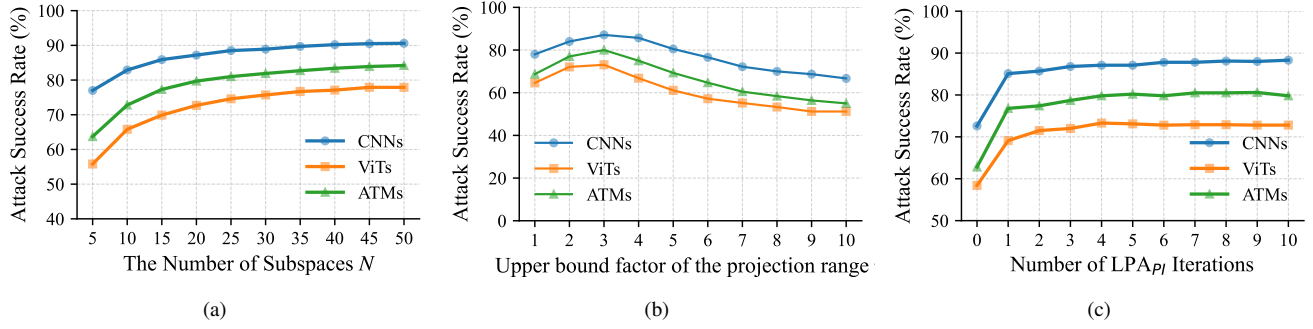 Attack Success Rate (%)
100
90
80
70
60
50
40
5 10 15 20 25 30 35 40 45 50
The Number of Subspaces N
CNNs
ViTs
ATMs
(a)
Attack Success Rate (%)
100
80
60
40
20
0
1 2 3 4 5 6 7 8 9 10
Upper bound factor of the projection range
CNNs
ViTs
ATMs
(b)
Attack Success Rate (%)
100
90
80
70
60
50
0 1 2 3 4 5 6 7 8 9 10
Number of LPA_PI Iterations
CNNs
ViTs
ATMs
(c)